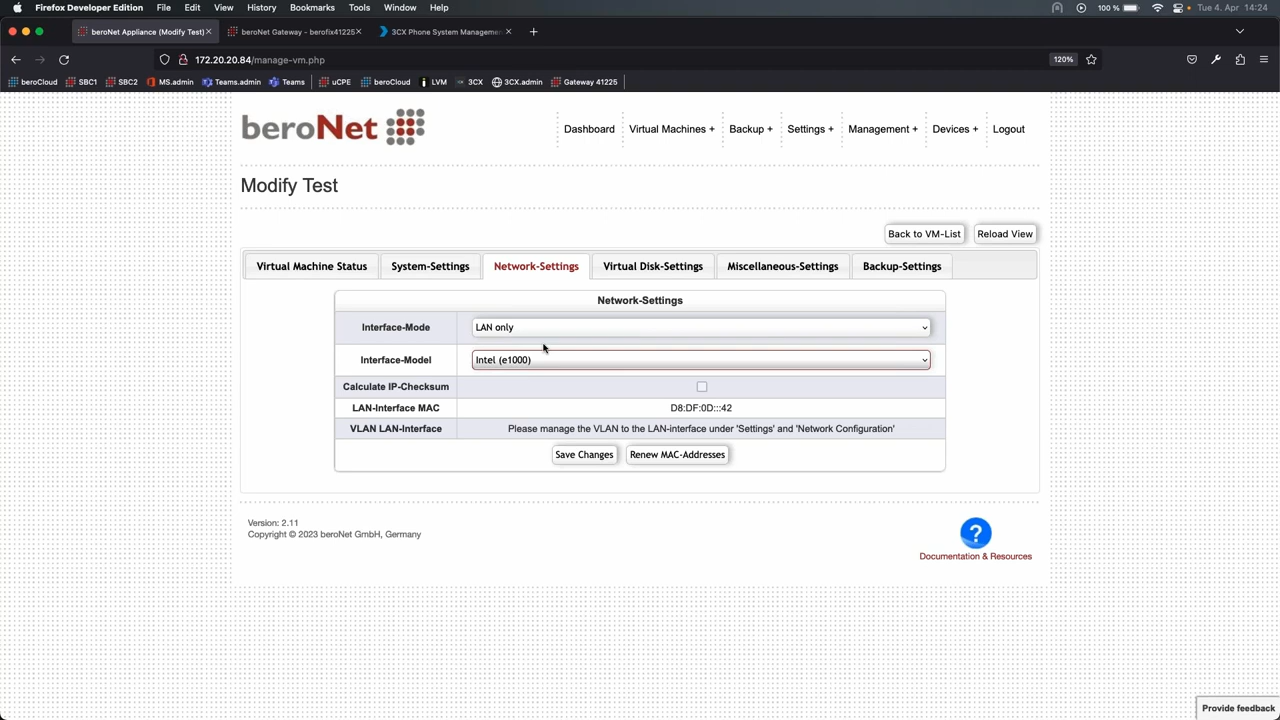 Firefox Developer Edition File Edit View History Bookmarks Tools Window Help 100 % Tue 4. Apr 14:24
beroNet Appliance (Modify Test) beroNet Gateway - berofix41225 3CX Phone System Managemen
172.20.20.84/manage-vm.php 120%
beroCloud SBC1 SBC2 MS.admin Teams.admin Teams uCPE beroCloud LVM 3CX 3CX.admin Gateway 41225
beroNet
Dashboard Virtual Machines + Backup + Settings + Management + Devices + Logout
Modify Test
Back to VM-List Reload View
Virtual Machine Status System-Settings Network-Settings Virtual Disk-Settings Miscellaneous-Settings Backup-Settings
Network-Settings
Interface-Mode LAN only
Interface-Model Intel (e1000)
Calculate IP-Checksum
LAN-Interface MAC D8:DF:0D:::42
VLAN LAN-Interface Please manage the VLAN to the LAN-interface under 'Settings' and 'Network Configuration'
Save Changes Renew MAC-Addresses
Version: 2.11
Copyright © 2023 beroNet GmbH, Germany
?
Documentation & Resources
Provide feedback